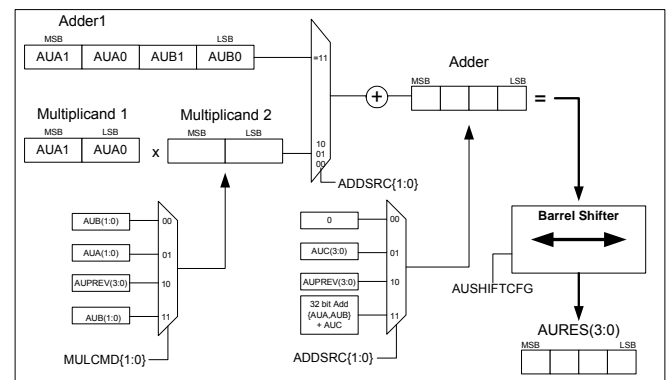 Adder1
MSB LSB
AUA1 AUA0 AUB1 AUB0
=11
Adder
MSB LSB
+
=
Multiplicand 1 Multiplicand 2
MSB LSB MSB LSB
AUA1 AUA0 x
10
01
00
ADDSRC{1:0}
AUB(1:0) 00
AUA(1:0) 01
AUPREV(3:0) 10
AUB(1:0) 11
MULCMD{1:0}
0 00
AUC(3:0) 01
AUPREV(3:0) 10
32 bit Add
{AUA,AUB}
+ AUC
11
ADDSRC{1:0}
Barrel Shifter
AUSHIFTCFG
AURES(3:0)
MSB LSB